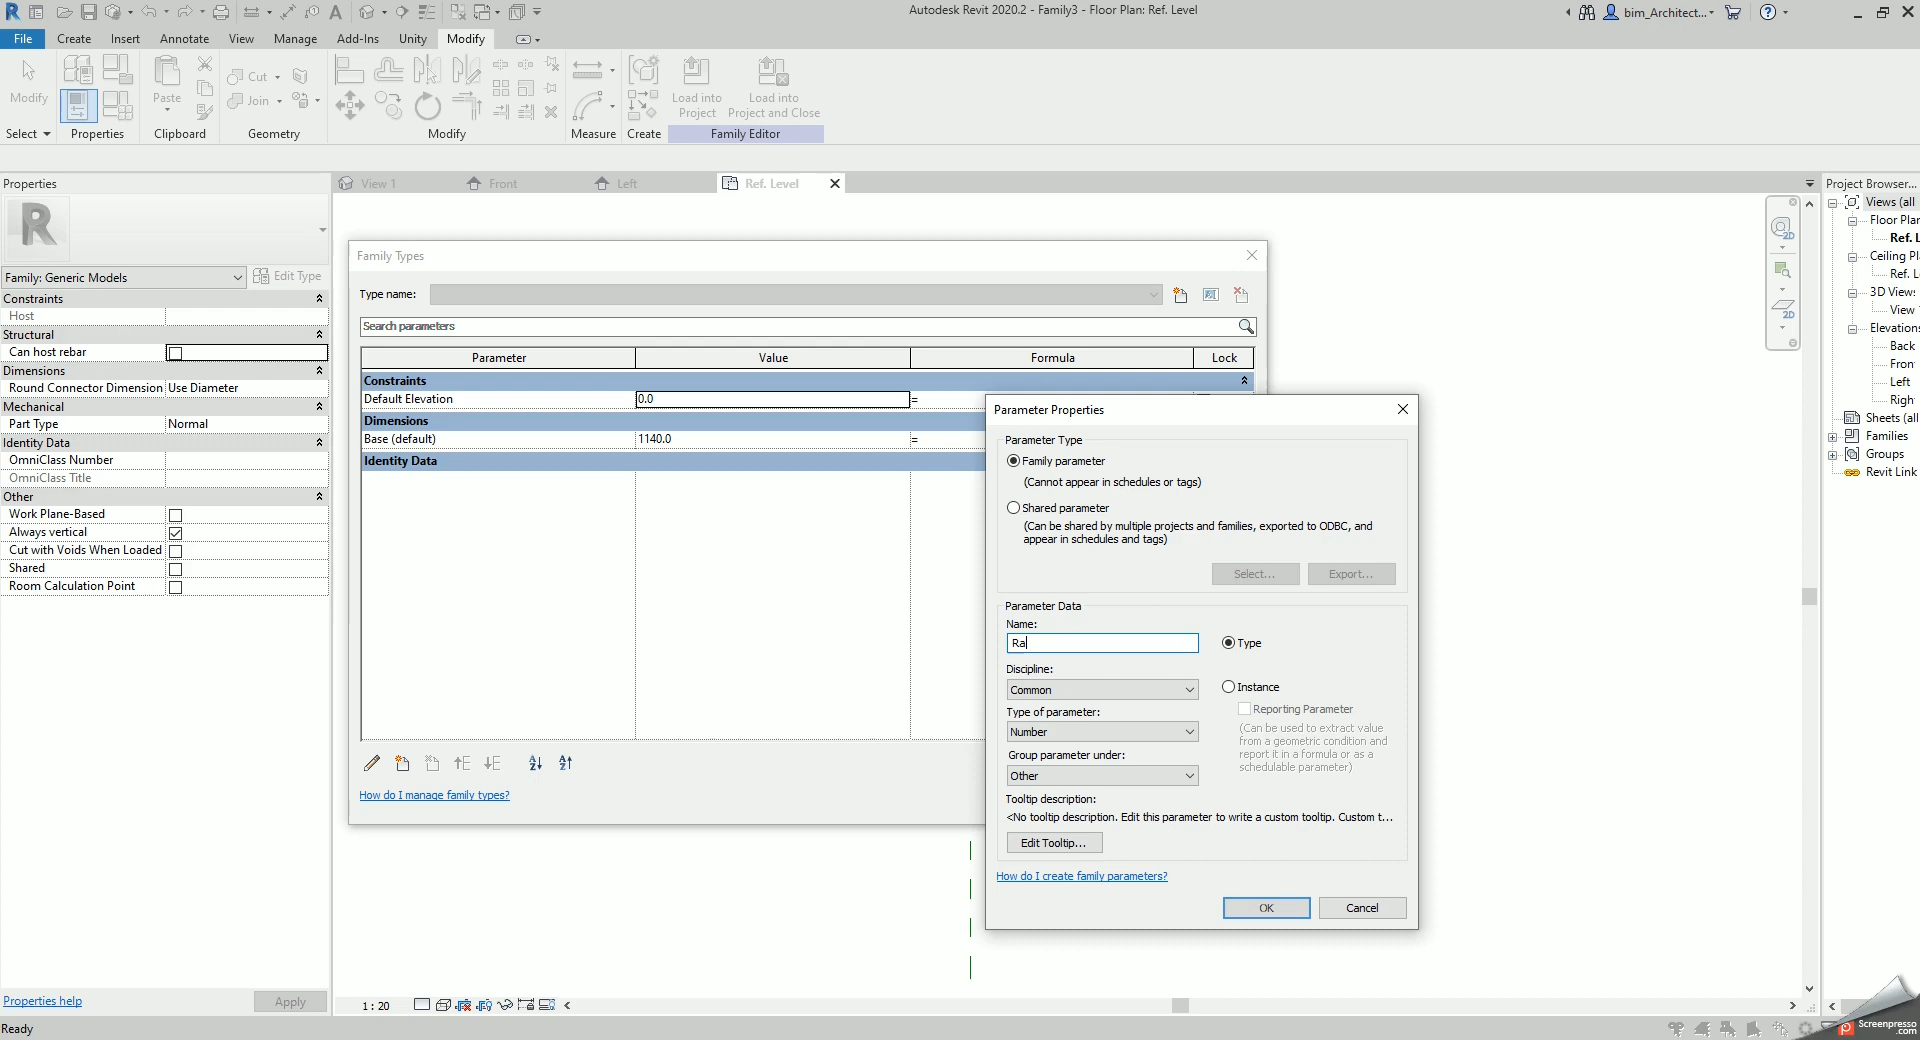 Autodesk Revit 2020.2 - Family3 - Floor Plan: Ref. Level
bim_Architect...
File Create Insert Annotate View Manage Add-Ins Unity Modify
Modify
Paste
Cut
Join
Load into Project
Load into Project and Close
Select Properties Clipboard Geometry Modify Measure Create Family Editor
Properties
View 1 Front Left Ref. Level
R
Family: Generic Models
Edit Type
Constraints
Host
Structural
Can host rebar
Dimensions
Round Connector Dimension Use Diameter
Mechanical
Part Type Normal
Identity Data
OmniClass Number
OmniClass Title
Other
Work Plane-Based
Always vertical
Cut with Voids When Loaded
Shared
Room Calculation Point
Properties help
Apply
Family Types
Type name:
Search parameters
Parameter Value Formula Lock
Constraints
Default Elevation 0.0 =
Dimensions
Base (default) 1140.0 =
Identity Data
How do I manage family types?
Parameter Properties
Parameter Type
Family parameter
(Cannot appear in schedules or tags)
Shared parameter
(Can be shared by multiple projects and families, exported to ODBC, and
appear in schedules and tags)
Select... Export...
Parameter Data
Name:
Ra
Type
Discipline:
Common
Instance
Reporting Parameter
(Can be used to extract value
from a geometric condition and
report it in a formula or as a
schedulable parameter)
Type of parameter:
Number
Group parameter under:
Other
Tooltip description:
<No tooltip description. Edit this parameter to write a custom tooltip. Custom t...
Edit Tooltip...
How do I create family parameters?
OK Cancel
2D
2D
Project Browser...
Views (all
Floor Plan
Ref. L
Ceiling Pl
Ref. L
3D Views
View
Elevations
Back
Fron
Left
Righ
Sheets (all
Families
Groups
Revit Link
1 : 20
Ready
Screenpresso
.com